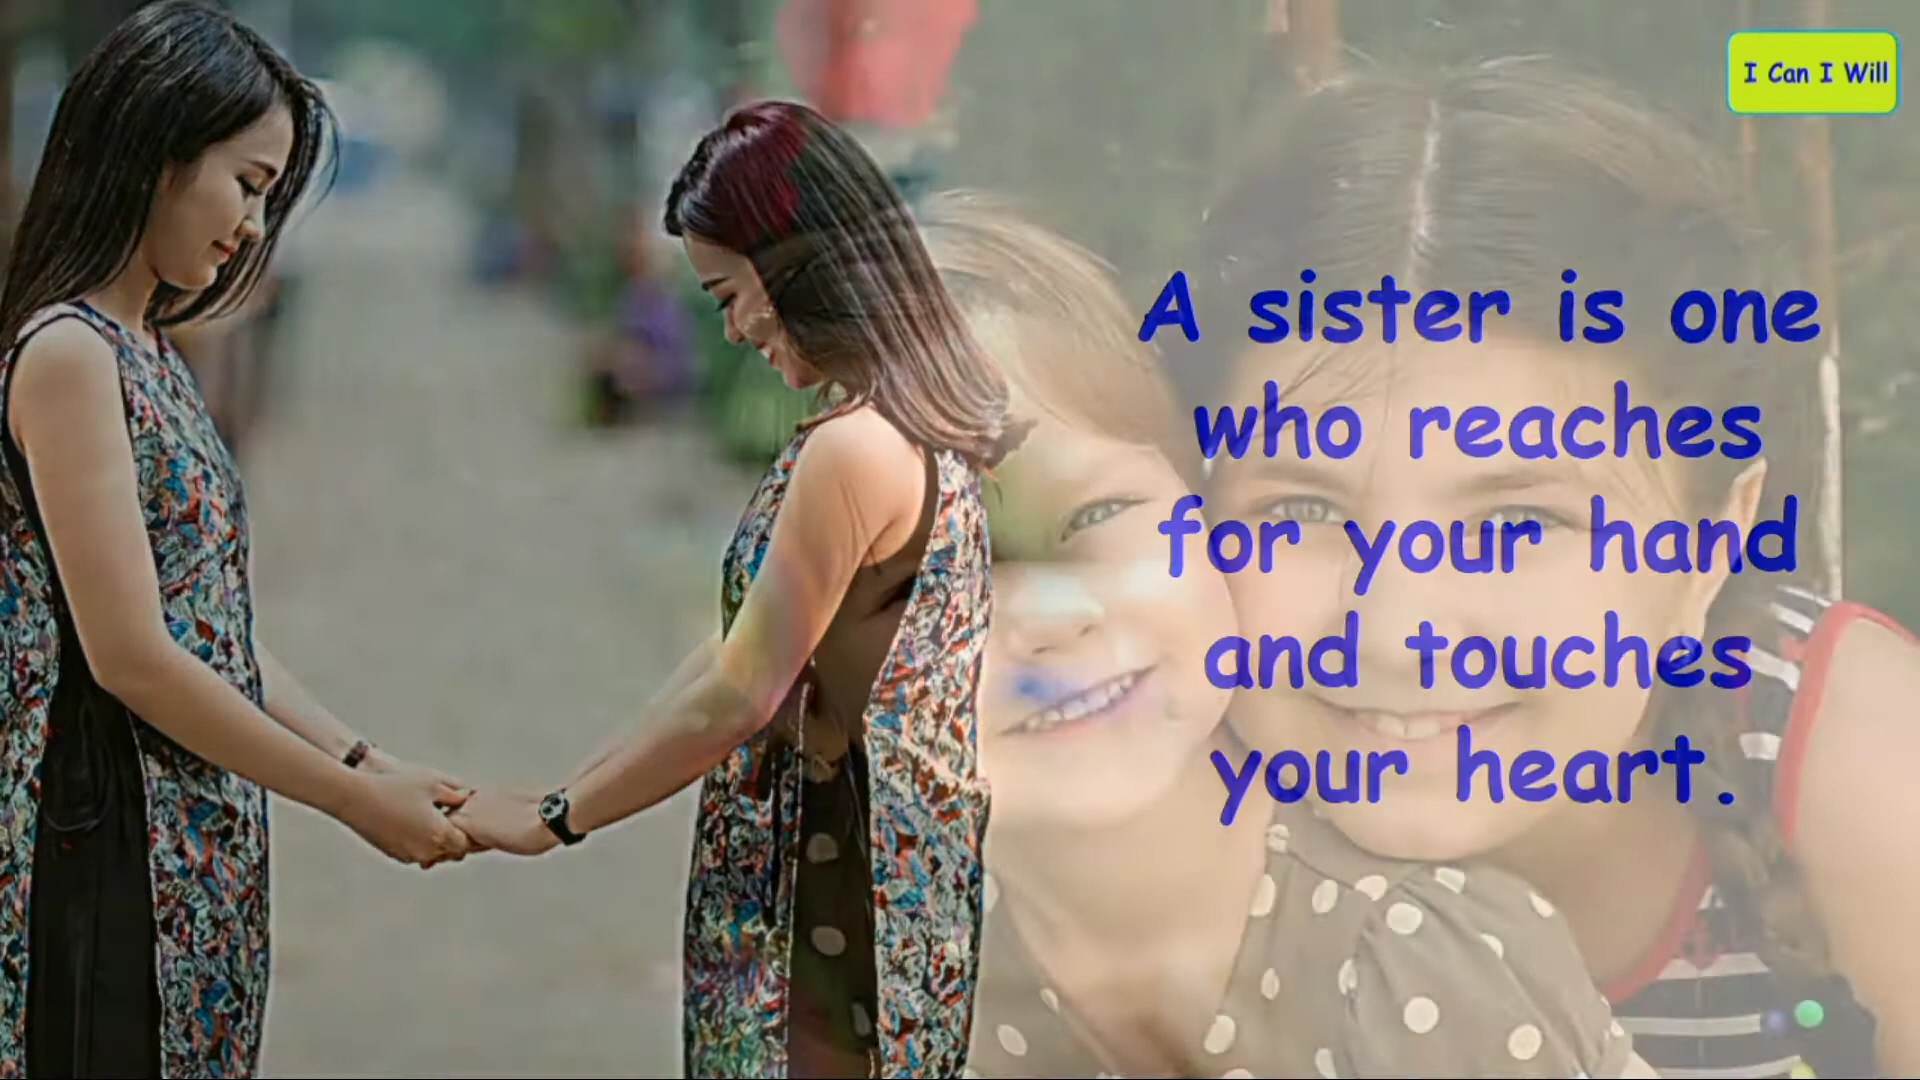 I Can I Will
A sister is one
who reaches
for your hand
and touches
your heart.